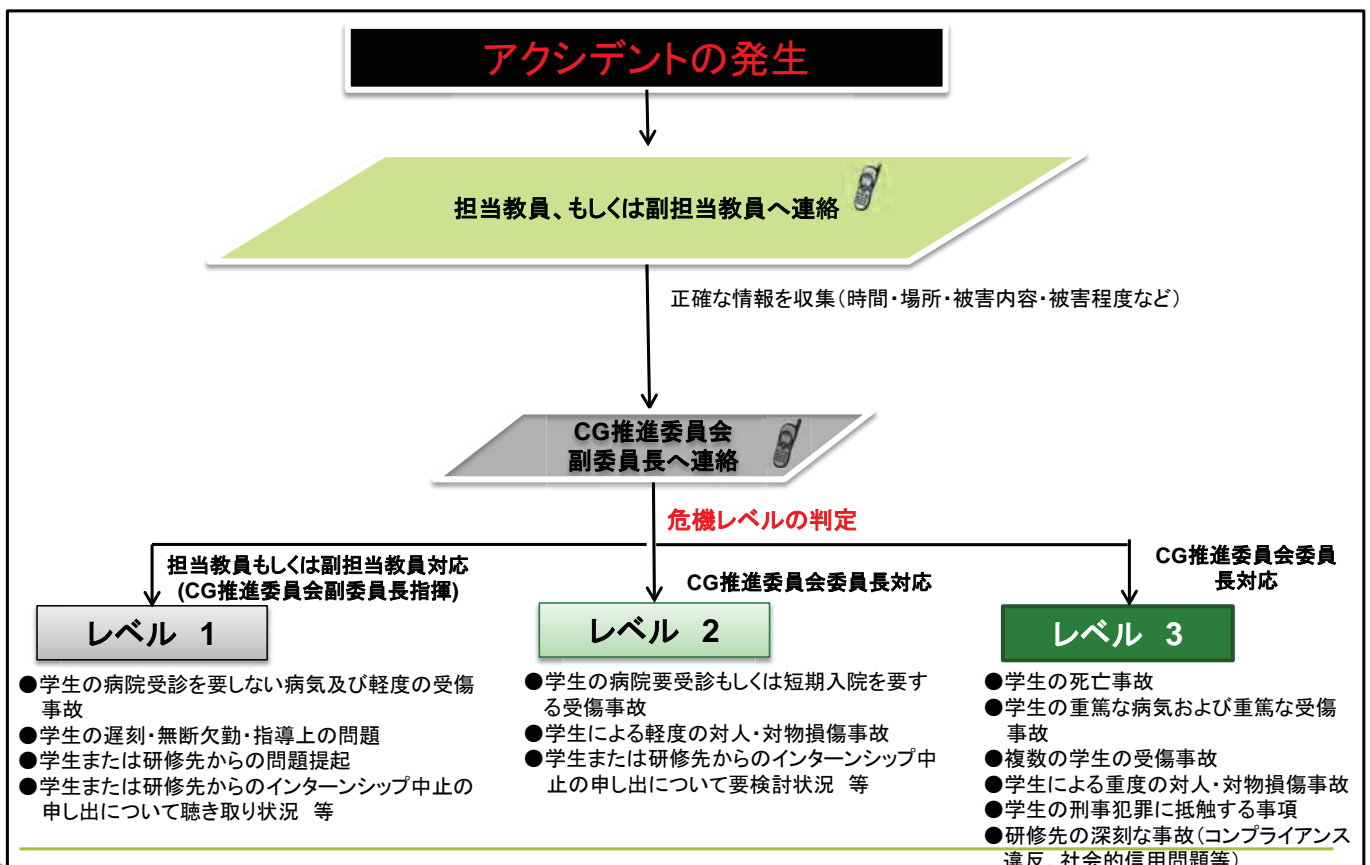 アクシデントの発生
担当教員、もしくは副担当教員へ連絡
正確な情報を収集(時間・場所・被害内容・被害程度など)
CG推進委員会
副委員長へ連絡
危機レベルの判定
担当教員もしくは副担当教員対応
(CG推進委員会副委員長指揮)
レベル 1
●学生の病院受診を要しない病気及び軽度の受傷
事故
●学生の遅刻・無断欠勤・指導上の問題
●学生または研修先からの問題提起
●学生または研修先からのインターンシップ中止の
申し出について聴き取り状況 等
CG推進委員会委員長対応
レベル 2
●学生の病院要受診もしくは短期入院を要す
る受傷事故
●学生による軽度の対人・対物損傷事故
●学生または研修先からのインターンシップ中
止の申し出について要検討状況 等
CG推進委員会委員
長対応
レベル 3
●学生の死亡事故
●学生の重篤な病気および重篤な受傷
事故
●複数の学生の受傷事故
●学生による重度の対人・対物損傷事故
●学生の刑事犯罪に抵触する事項
●研修先の深刻な事故(コンプライアンス
違反、社会的信用問題等)